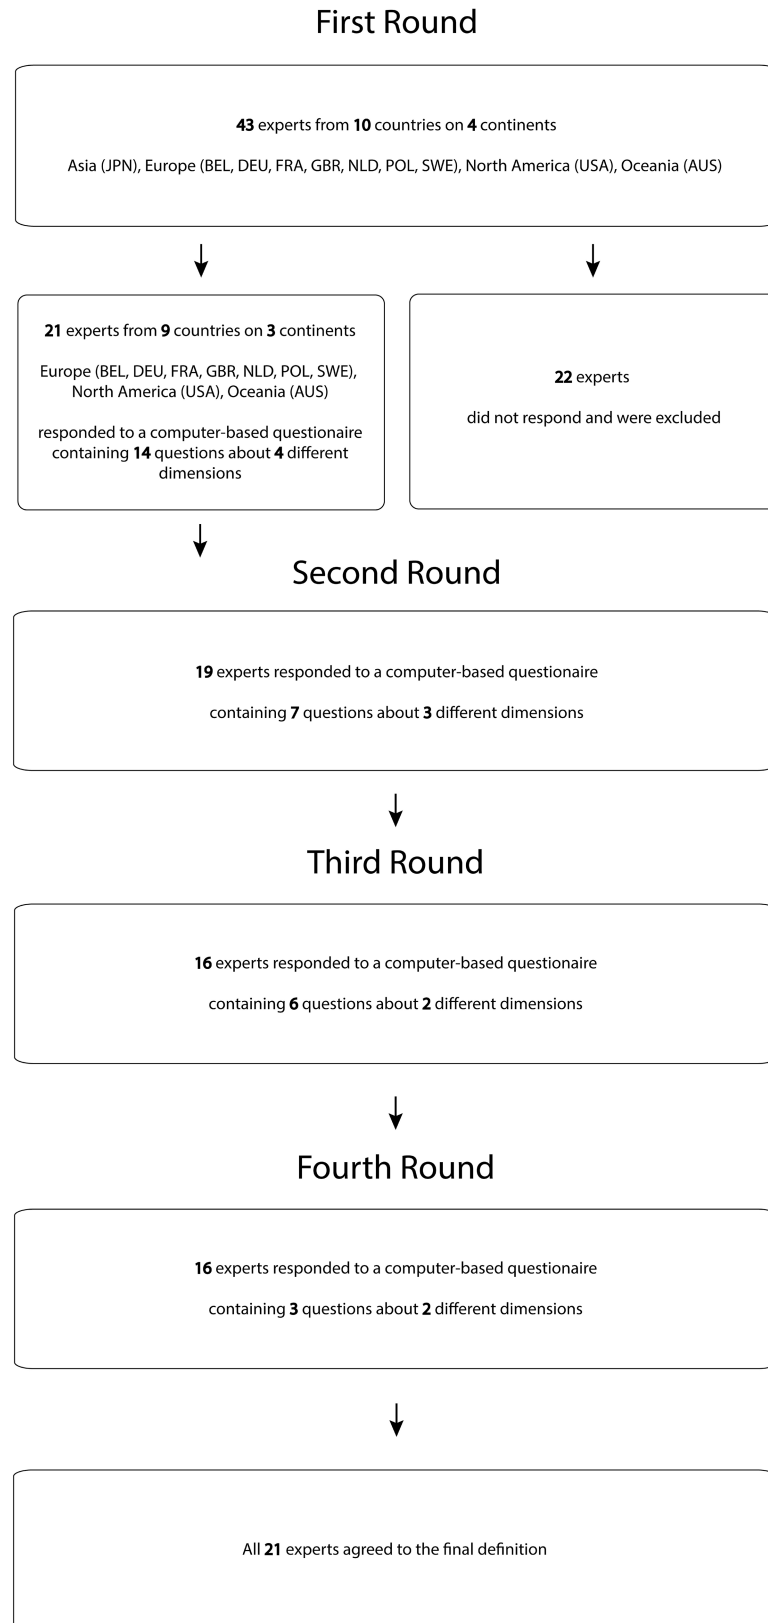 First Round
43 experts from 10 countries on 4 continents
Asia (JPN), Europe (BEL, DEU, FRA, GBR, NLD, POL, SWE), North America (USA), Oceania (AUS)
21 experts from 9 countries on 3 continents
Europe (BEL, DEU, FRA, GBR, NLD, POL, SWE),
North America (USA), Oceania (AUS)
responded to a computer-based questionaire
containing 14 questions about 4 different
dimensions
22 experts
did not respond and were excluded
Second Round
19 experts responded to a computer-based questionaire
containing 7 questions about 3 different dimensions
Third Round
16 experts responded to a computer-based questionaire
containing 6 questions about 2 different dimensions
Fourth Round
16 experts responded to a computer-based questionaire
containing 3 questions about 2 different dimensions
All 21 experts agreed to the final definition